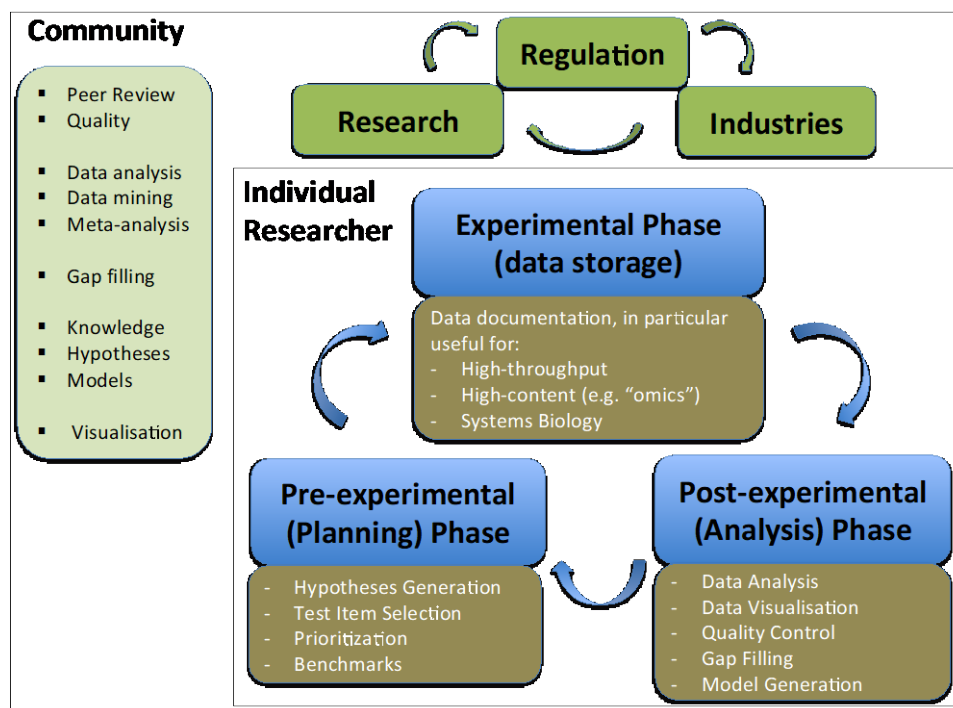 Community
▪ Peer Review
▪ Quality
▪ Data analysis
▪ Data mining
▪ Meta-analysis
▪ Gap filling
▪ Knowledge
▪ Hypotheses
▪ Models
▪ Visualisation
Regulation
Research
Industries
Individual
Researcher
Experimental Phase
(data storage)
Data documentation, in particular
useful for:
- High-throughput
- High-content (e.g. “omics”)
- Systems Biology
Pre-experimental
(Planning) Phase
- Hypotheses Generation
- Test Item Selection
- Prioritization
- Benchmarks
Post-experimental
(Analysis) Phase
- Data Analysis
- Data Visualisation
- Quality Control
- Gap Filling
- Model Generation